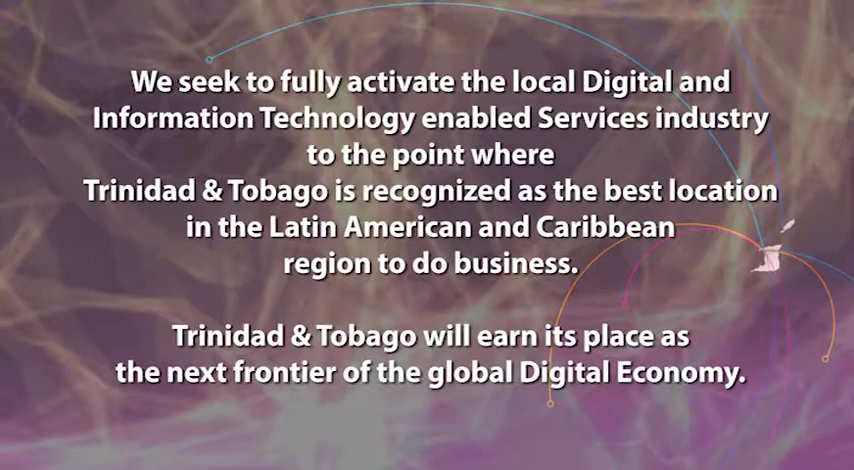 We seek to fully activate the local Digital and
Information Technology enabled Services industry
to the point where
Trinidad & Tobago is recognized as the best location
in the Latin American and Caribbean
region to do business.
Trinidad & Tobago will earn its place as
the next frontier of the global Digital Economy.